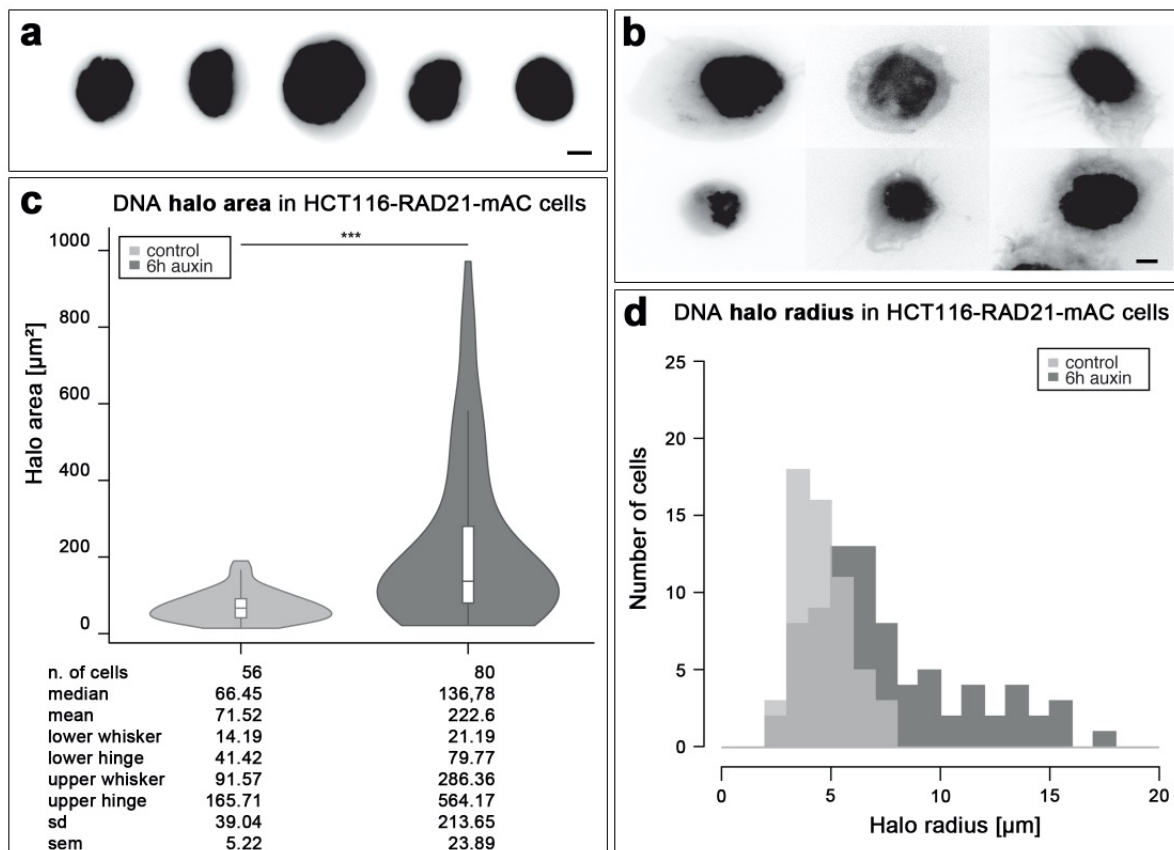 a
b
c
DNA halo area in HCT116-RAD21-mAC cells
***
control
6h auxin
1000
800
600
400
200
0
Halo area [µm²]
n. of cells 56 80
median 66.45 136,78
mean 71.52 222.6
lower whisker 14.19 21.19
lower hinge 41.42 79.77
upper whisker 91.57 286.36
upper hinge 165.71 564.17
sd 39.04 213.65
sem 5.22 23.89
d
DNA halo radius in HCT116-RAD21-mAC cells
control
6h auxin
25
20
15
10
5
0
Number of cells
0 5 10 15 20
Halo radius [µm]